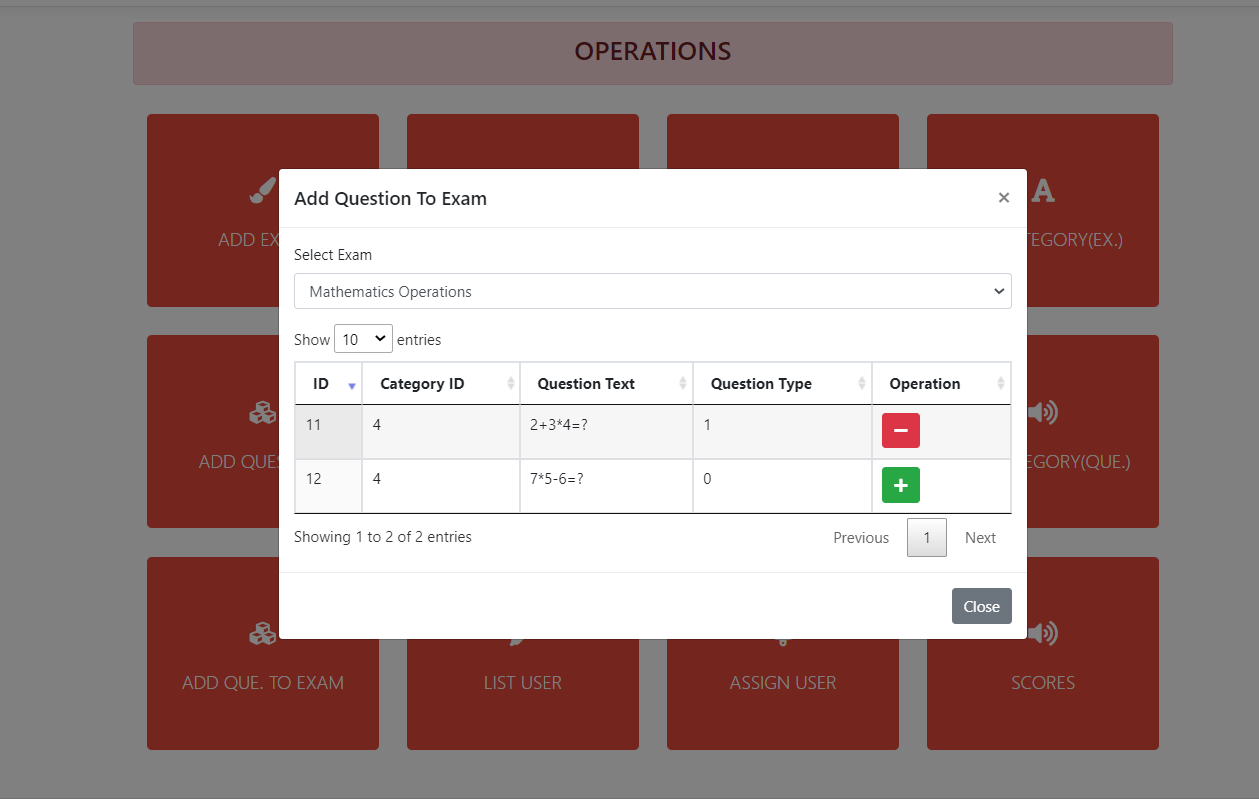 OPERATIONS
Add Question To Exam ×
ADD EX
TEGORY(EX.)
Select Exam
Mathematics Operations
Show 10 entries
ID Category ID Question Text Question Type Operation
11 4 2+3*4=? 1
12 4 7*5-6=? 0
ADD QUES
EGORY(QUE.)
Showing 1 to 2 of 2 entries
Previous 1 Next
Close
ADD QUE. TO EXAM LIST USER ASSIGN USER SCORES